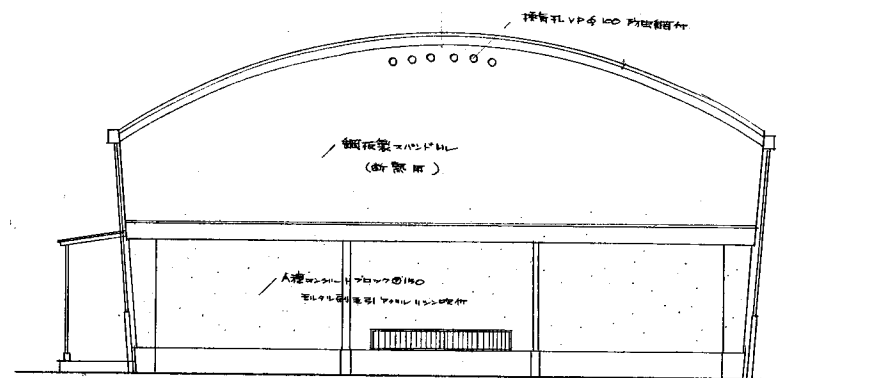 換気孔 VPφ100 防虫網付
鋼板製スパンドレル
(断熱用)
A種コンクリートブロック㋐150
モルタル刷毛引 アクリルリシン吹付